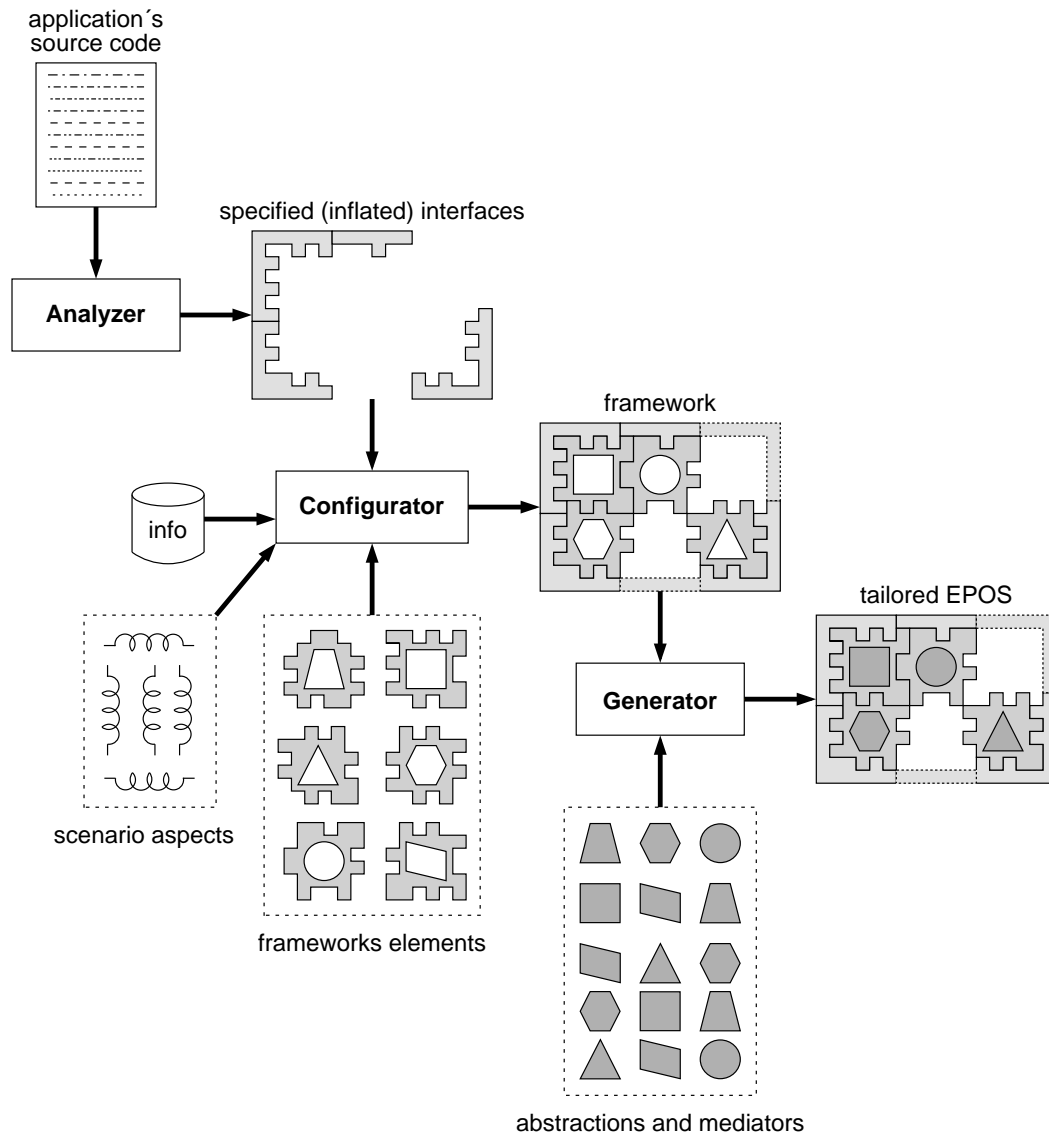 application´s
source code
specified (inflated) interfaces
Analyzer
framework
Configurator
info
tailored EPOS
Generator
scenario aspects
frameworks elements
abstractions and mediators